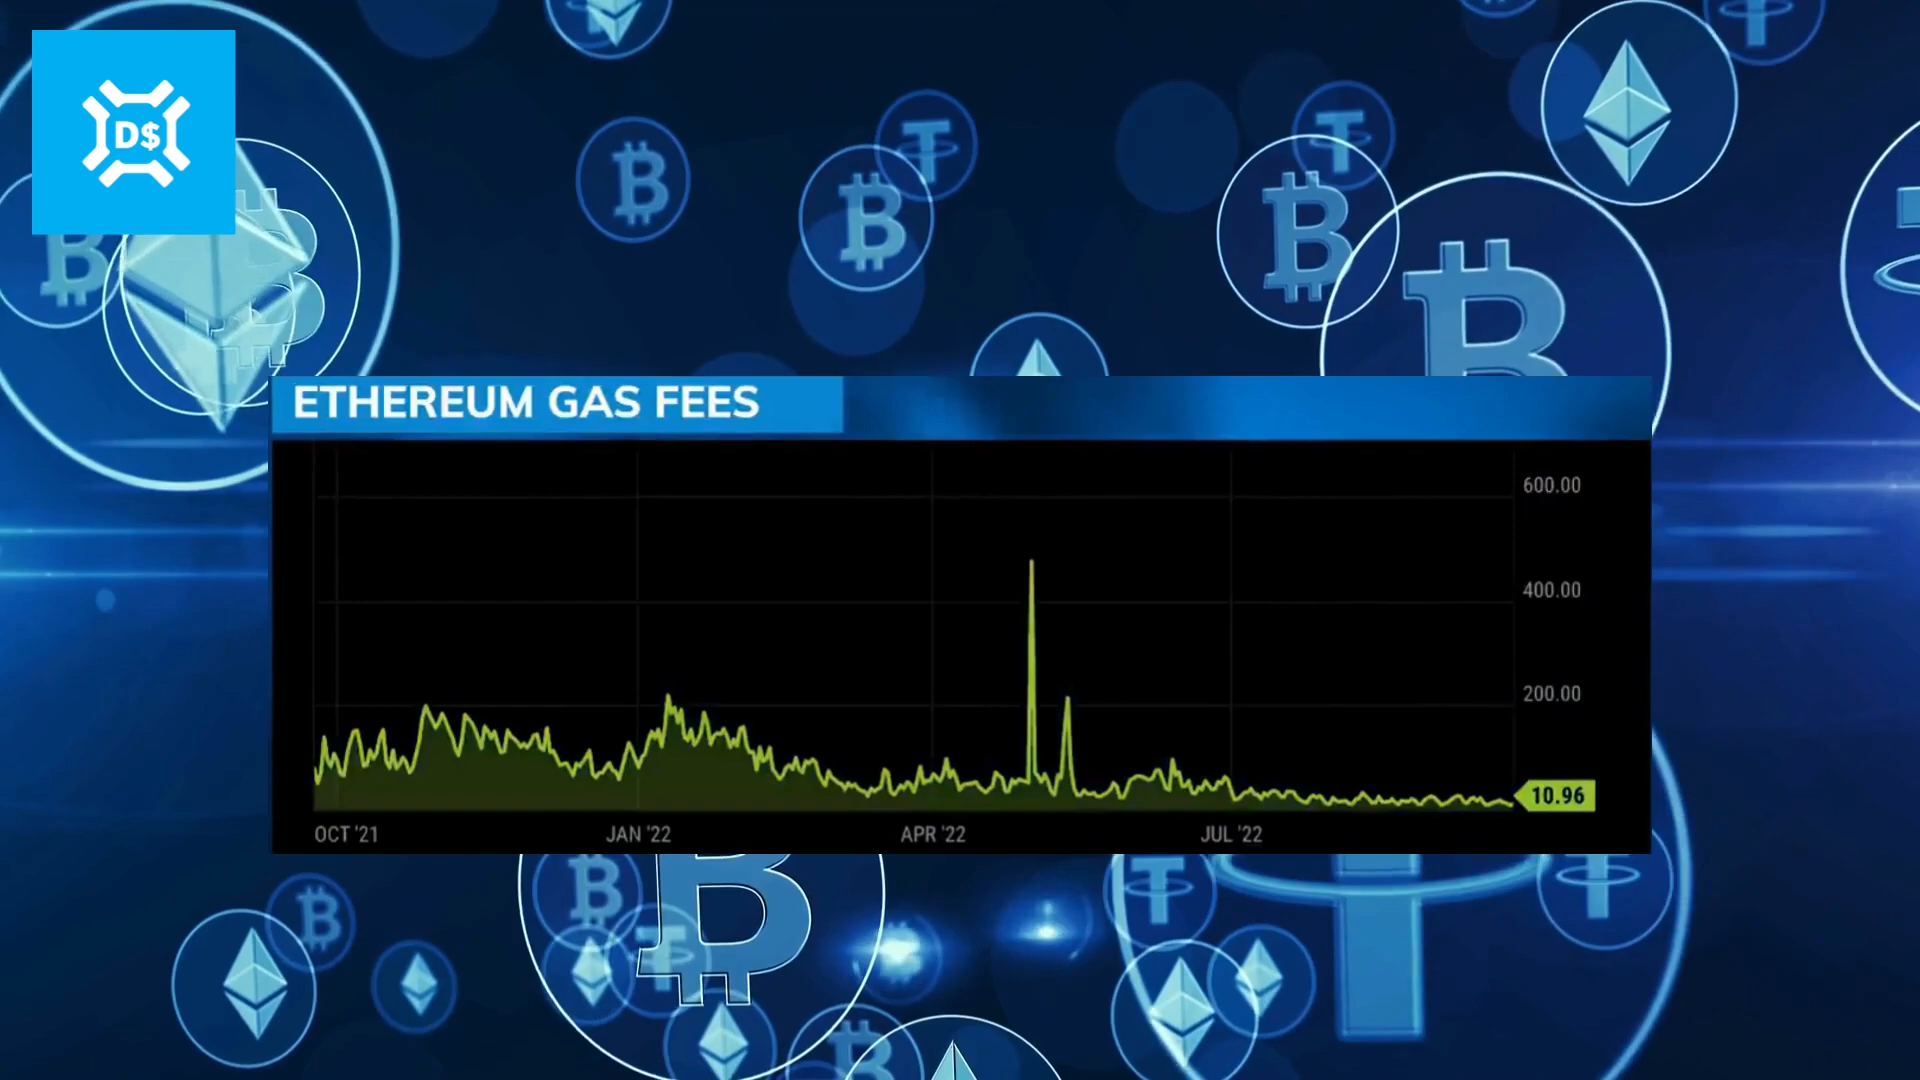 D$
ETHEREUM GAS FEES
600.00
400.00
200.00
10.96
OCT '21 JAN '22 APR '22 JUL '22